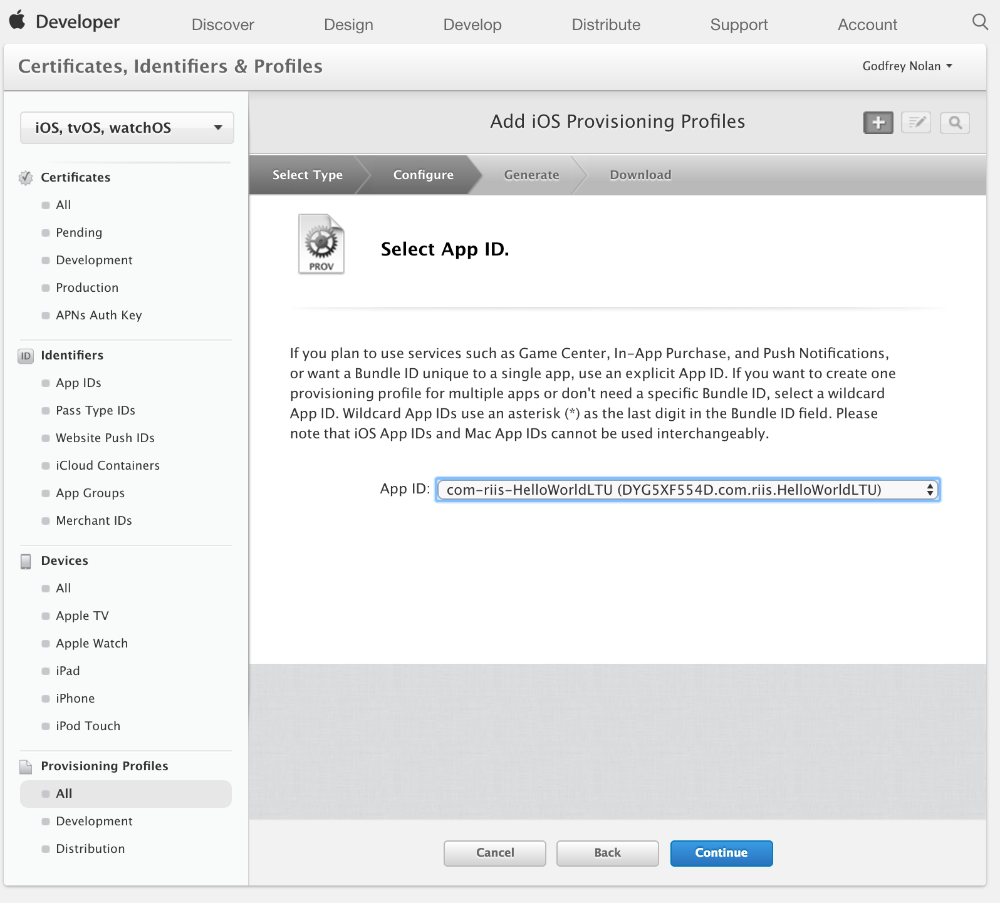 Developer Discover Design Develop Distribute Support Account
Certificates, Identifiers & Profiles
Godfrey Nolan
iOS, tvOS, watchOS
Certificates
All
Pending
Development
Production
APNs Auth Key
ID Identifiers
App IDs
Pass Type IDs
Website Push IDs
iCloud Containers
App Groups
Merchant IDs
Devices
All
Apple TV
Apple Watch
iPad
iPhone
iPod Touch
Provisioning Profiles
All
Development
Distribution
Add iOS Provisioning Profiles
Select Type Configure Generate Download
PROV
Select App ID.
If you plan to use services such as Game Center, In-App Purchase, and Push Notifications,
or want a Bundle ID unique to a single app, use an explicit App ID. If you want to create one
provisioning profile for multiple apps or don't need a specific Bundle ID, select a wildcard
App ID. Wildcard App IDs use an asterisk (*) as the last digit in the Bundle ID field. Please
note that iOS App IDs and Mac App IDs cannot be used interchangeably.
App ID: com-riis-HelloWorldLTU (DYG5XF554D.com.riis.HelloWorldLTU)
Cancel Back Continue